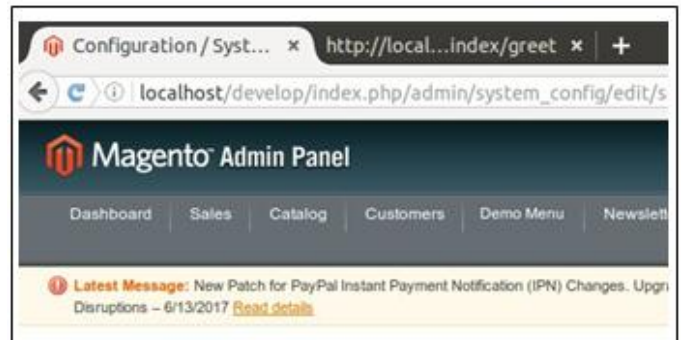 Configuration / Syst... × http://local...index/greet × +
localhost/develop/index.php/admin/system_config/edit/s
Magento Admin Panel
Dashboard Sales Catalog Customers Demo Menu Newslett
Latest Message: New Patch for PayPal Instant Payment Notification (IPN) Changes. Upgr
Disruptions – 6/13/2017 Read details